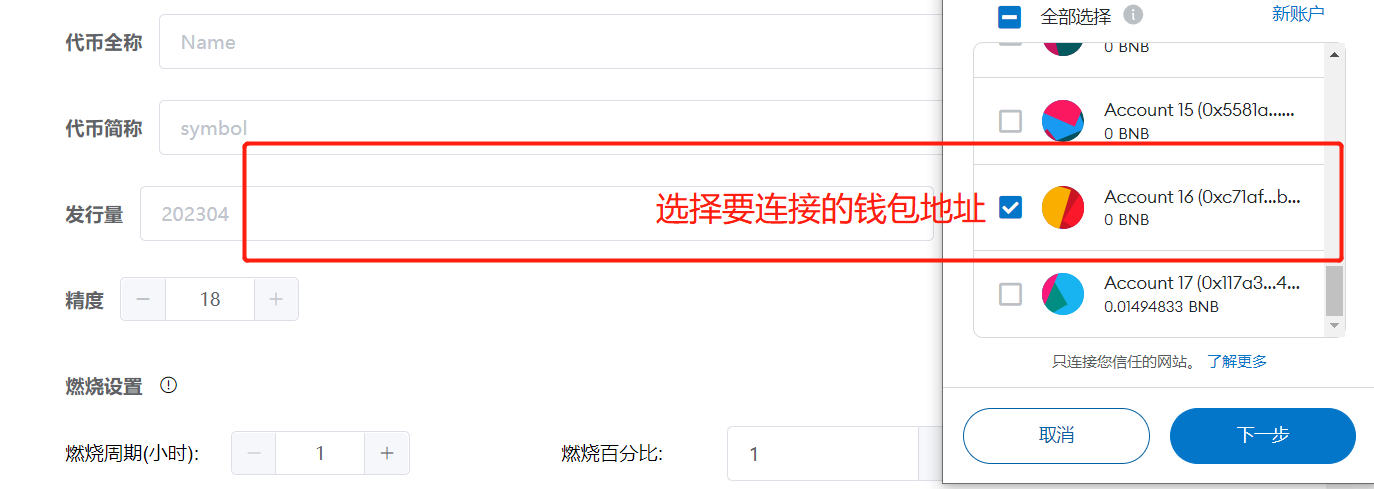 代币全称
Name
代币简称
symbol
发行量
202304
精度
18
燃烧设置
燃烧周期(小时):
1
燃烧百分比:
1
选择要连接的钱包地址
全部选择
新账户
0 BNB
Account 15 (0x5581a......
0 BNB
Account 16 (0xc71af...b...
0 BNB
Account 17 (0x117a3...4...
0.01494833 BNB
只连接您信任的网站。 了解更多
取消
下一步